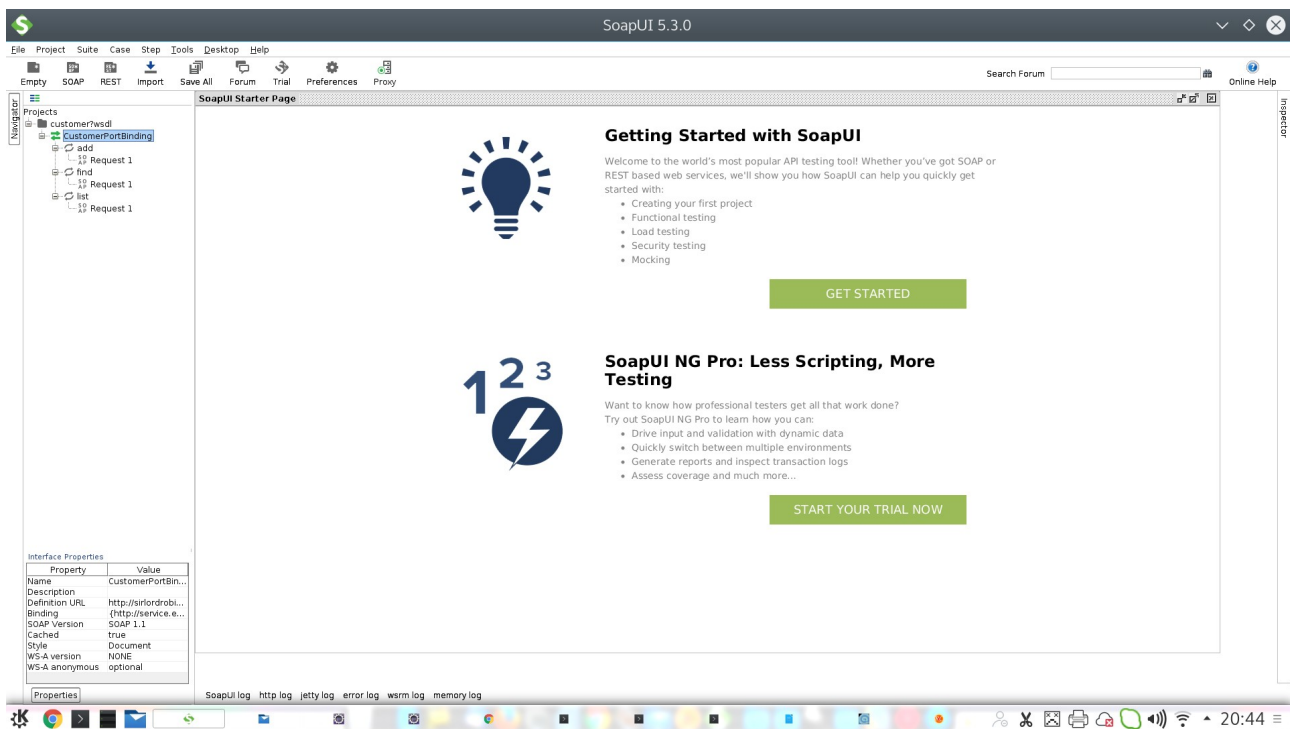 SoapUI 5.3.0
File Project Suite Case Step Tools Desktop Help
Empty SOAP REST Import Save All Forum Trial Preferences Proxy
Search Forum
Online Help
Navigator
Projects
customer?wsdl
CustomerPortBinding
add
Request 1
find
Request 1
list
Request 1
SoapUI Starter Page
Inspector
Getting Started with SoapUI
Welcome to the world's most popular API testing tool! Whether you've got SOAP or
REST based web services, we'll show you how SoapUI can help you quickly get
started with:
• Creating your first project
• Functional testing
• Load testing
• Security testing
• Mocking
GET STARTED
1 2 3
SoapUI NG Pro: Less Scripting, More
Testing
Want to know how professional testers get all that work done?
Try out SoapUI NG Pro to learn how you can:
• Drive input and validation with dynamic data
• Quickly switch between multiple environments
• Generate reports and inspect transaction logs
• Assess coverage and much more...
START YOUR TRIAL NOW
Interface Properties
Property Value
Name CustomerPortBin...
Description
Definition URL http://sirlordrobi...
Binding {http://service.e...
SOAP Version SOAP 1.1
Cached true
Style Document
WS-A version NONE
WS-A anonymous optional
Properties
SoapUI log http log jetty log error log wsrm log memory log
20:44